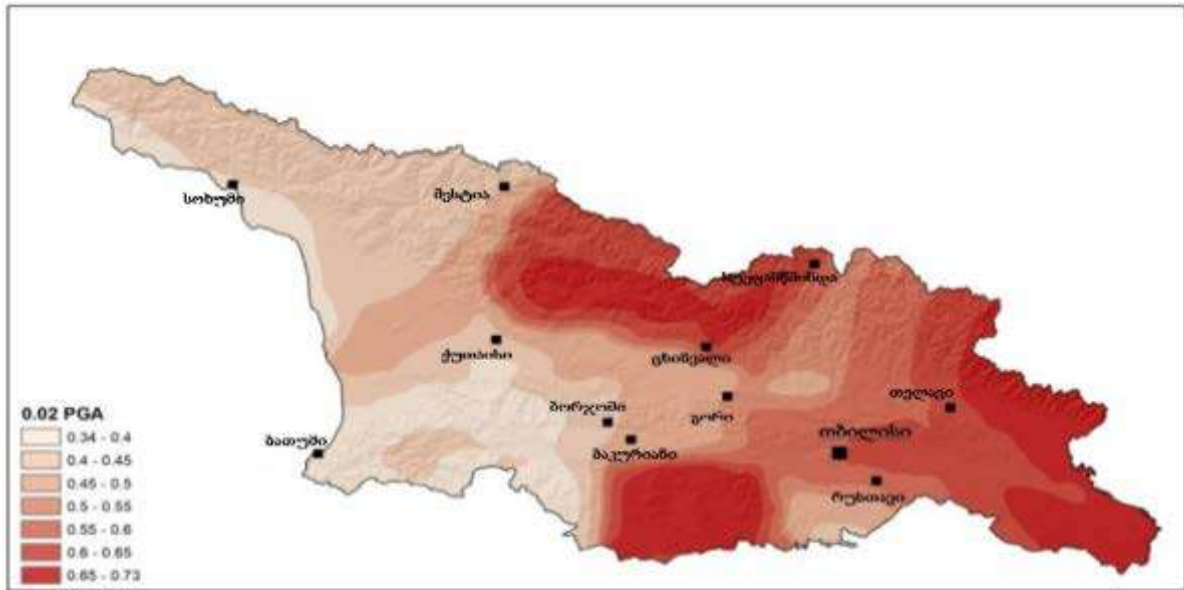 სოხუმი
მესტია
სტეფანწმინდა
ქუთაისი
ცხინვალი
ბორჯომი
გორი
თელავი
ბათუმი
ბაკურიანი
თბილისი
რუსთავი
0.02 PGA
0.34 - 0.4
0.4 - 0.45
0.45 - 0.5
0.5 - 0.55
0.55 - 0.6
0.6 - 0.65
0.65 - 0.73